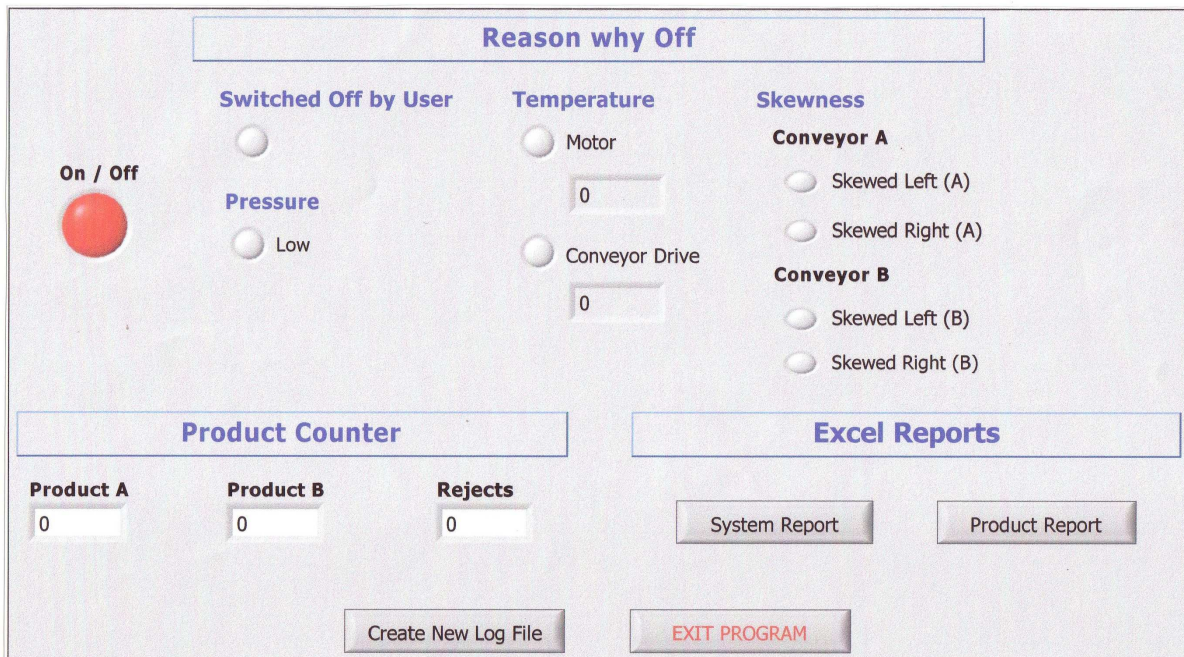 Reason why Off
Switched Off by User
Temperature
Skewness
On / Off
Pressure
Low
Motor
0
Conveyor Drive
0
Conveyor A
Skewed Left (A)
Skewed Right (A)
Conveyor B
Skewed Left (B)
Skewed Right (B)
Product Counter
Product A
Product B
Rejects
0
0
0
Excel Reports
System Report
Product Report
Create New Log File
EXIT PROGRAM